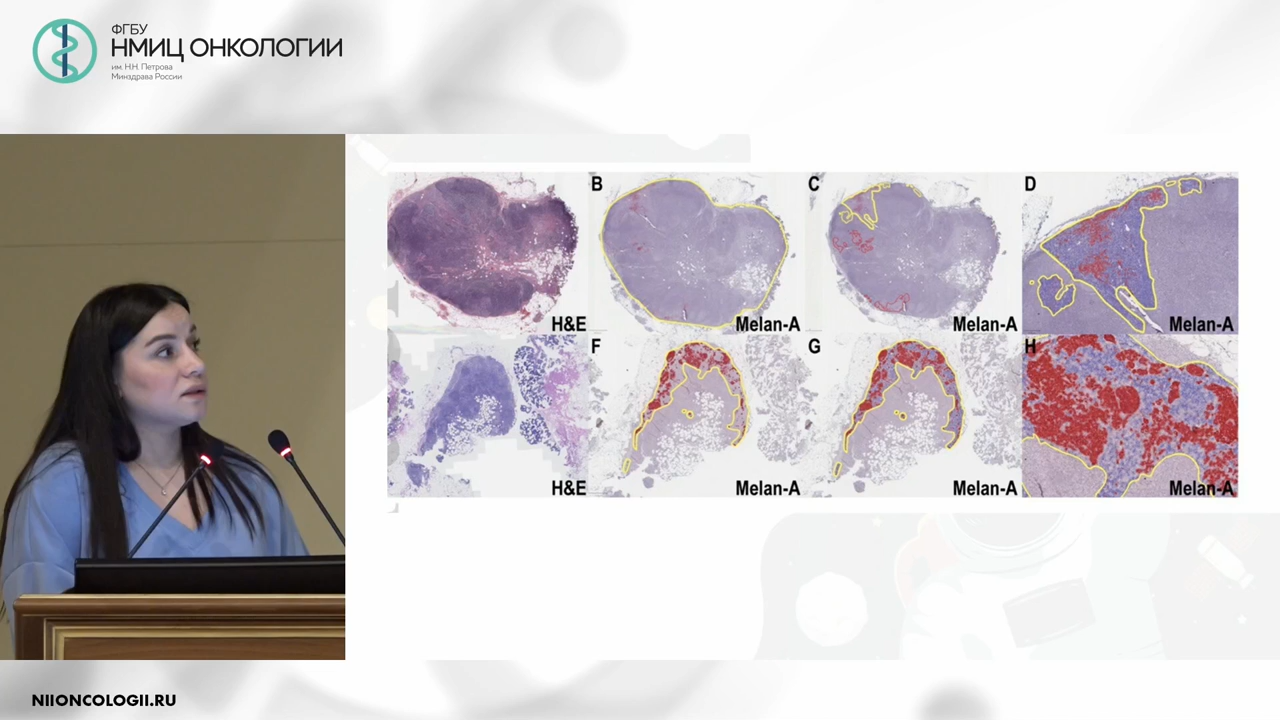 ФГБУ
НМИЦ ОНКОЛОГИИ
им. Н.Н. Петрова
Минздрава России
B
C
D
H&E
Melan-A
Melan-A
Melan-A
F
G
H
H&E
Melan-A
Melan-A
Melan-A
NIIONCOLOGII.RU